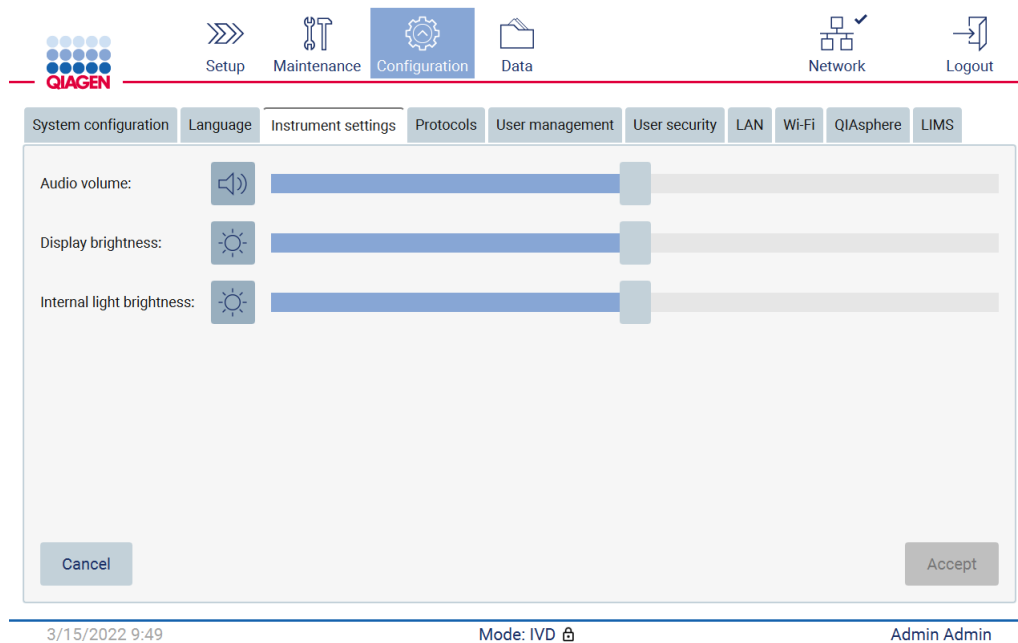 QIAGEN
Setup
Maintenance
Configuration
Data
Network
Logout
System configuration
Language
Instrument settings
Protocols
User management
User security
LAN
Wi-Fi
QIAsphere
LIMS
Audio volume:
Display brightness:
Internal light brightness:
Cancel
Accept
3/15/2022 9:49
Mode: IVD
Admin Admin